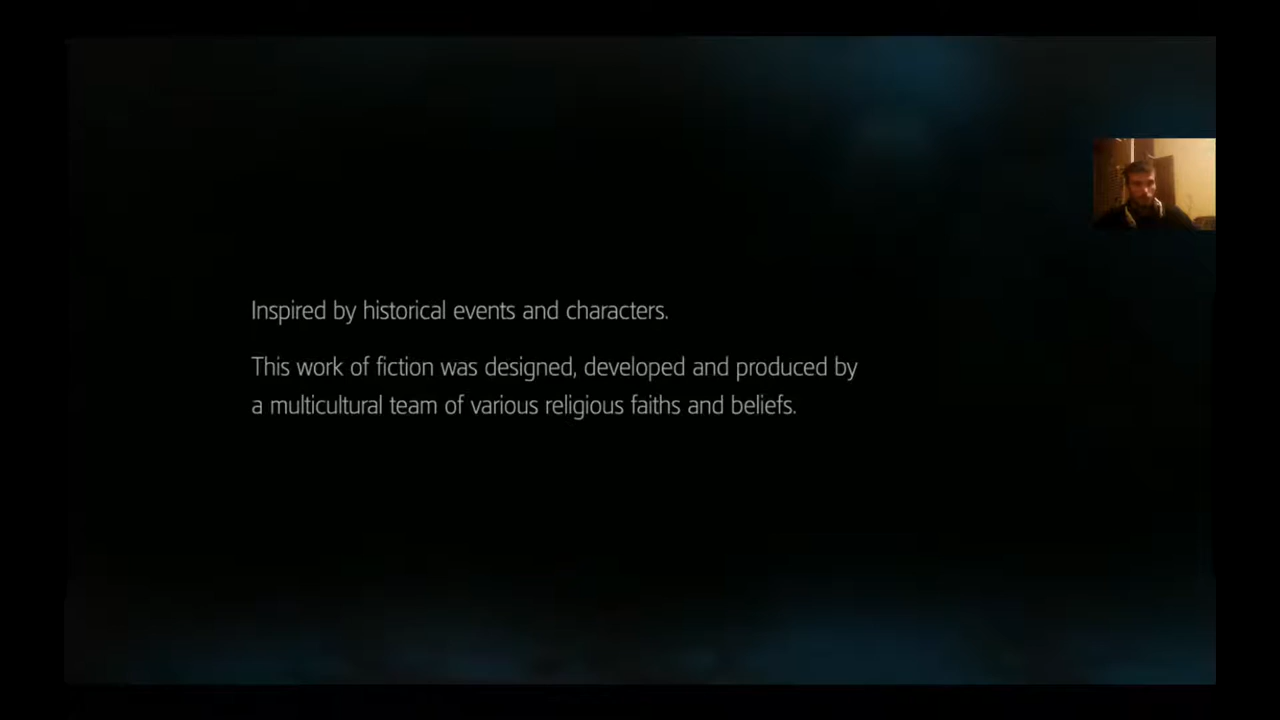 Inspired by historical events and characters.
This work of fiction was designed, developed and produced by
a multicultural team of various religious faiths and beliefs.